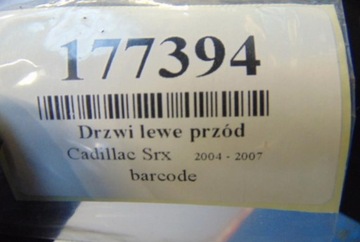 177394
Drzwi lewe przód
Cadillac Srx 2004 - 2007
barcode